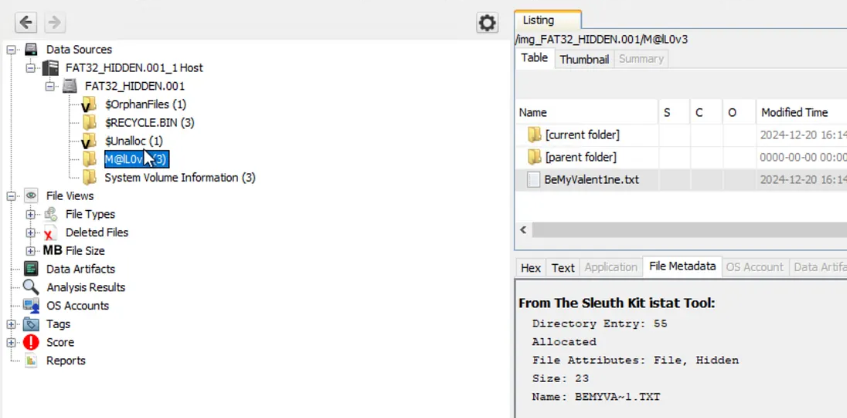 Data Sources
FAT32_HIDDEN.001_1 Host
FAT32_HIDDEN.001
$OrphanFiles (1)
$RECYCLE.BIN (3)
$Unalloc (1)
M@lL0v (3)
System Volume Information (3)
File Views
File Types
Deleted Files
MB File Size
Data Artifacts
Analysis Results
OS Accounts
Tags
Score
Reports
Listing
/img_FAT32_HIDDEN.001/M@lL0v3
Table Thumbnail Summary
Name S C O Modified Time
[current folder] 2024-12-20 16:14
[parent folder] 0000-00-00 00:00
BeMyValent1ne.txt 2024-12-20 16:14
Hex Text Application File Metadata OS Account Data Artifa
From The Sleuth Kit istat Tool:
Directory Entry: 55
Allocated
File Attributes: File, Hidden
Size: 23
Name: BEMYVA~1.TXT